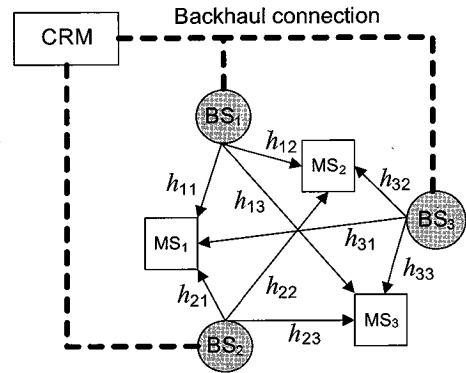 Backhaul connection
CRM
BS1
h12
MS2
h32
h11
h13
BS3
MS1
h31
h33
h21
h22
MS3
h23
BS2